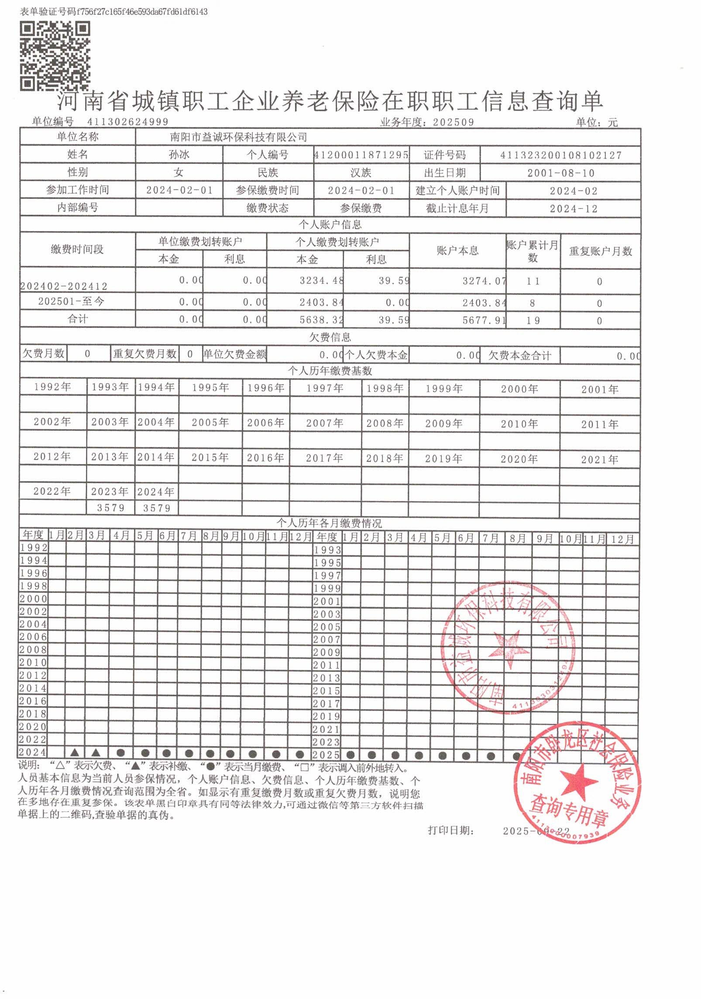 表单验证号码f756f27c165f46e593da67fd61df6143
河南省城镇职工企业养老保险在职职工信息查询单
单位编号 411302624999 业务年度：202509 单位：元
单位名称 南阳市益诚环保科技有限公司
姓名 孙冰 个人编号 41200011871295 证件号码 411323200108102127
性别 女 民族 汉族 出生日期 2001-08-10
参加工作时间 2024-02-01 参保缴费时间 2024-02-01 建立个人账户时间 2024-02
内部编号 缴费状态 参保缴费 截止计息年月 2024-12
个人账户信息
缴费时间段 单位缴费划转账户 个人缴费划转账户 账户本息 账户累计月数 重复账户月数
本金 利息 本金 利息
202402-202412 0.00 0.00 3234.48 39.59 3274.07 11 0
202501-至今 0.00 0.00 2403.84 0.00 2403.84 8 0
合计 0.00 0.00 5638.32 39.59 5677.91 19 0
欠费信息
欠费月数 0 重复欠费月数 0 单位欠费金额 0.00 个人欠费本金 0.00 欠费本金合计 0.00
个人历年缴费基数
1992年 1993年 1994年 1995年 1996年 1997年 1998年 1999年 2000年 2001年
2002年 2003年 2004年 2005年 2006年 2007年 2008年 2009年 2010年 2011年
2012年 2013年 2014年 2015年 2016年 2017年 2018年 2019年 2020年 2021年
2022年 2023年 2024年
3579 3579
个人历年各月缴费情况
年度 1月 2月 3月 4月 5月 6月 7月 8月 9月 10月 11月 12月 年度 1月 2月 3月 4月 5月 6月 7月 8月 9月 10月 11月 12月
1992 1993
1994 1995
1996 1997
1998 1999
2000 2001
2002 2003
2004 2005
2006 2007
2008 2009
2010 2011
2012 2013
2014 2015
2016 2017
2018 2019
2020 2021
2022 2023
2024 ▲ ▲ ● ● ● ● ● ● ● ● ● 2025 ● ● ● ● ● ● ● ●
说明：“△”表示欠费、“▲”表示补缴、“●”表示当月缴费、“□”表示调入前外地转入。
人员基本信息为当前人员参保情况，个人账户信息、欠费信息、个人历年缴费基数、个
人历年各月缴费情况查询范围为全省。如显示有重复缴费月数或重复欠费月数，说明您
在多地存在重复参保。该表单黑白印章具有同等法律效力,可通过微信等第三方软件扫描
单据上的二维码,查验单据的真伪。
打印日期： 2025-09-22
南阳市益诚环保科技有限公司
4113030312494
南阳市卧龙区社会保险业务
查询专用章
4113000007939